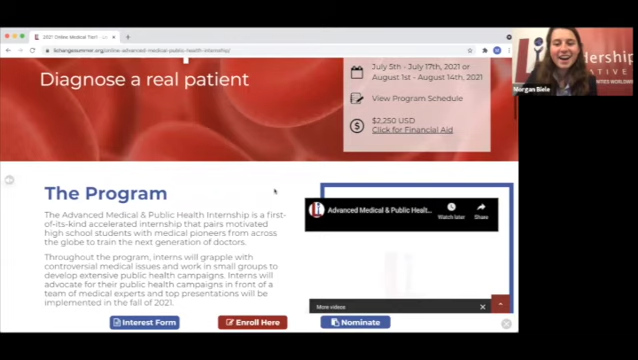 2021 Online Medical Train
lichangesummer.org/online-advanced-medical-public-health-internship/
Diagnose a real patient
July 5th - July 17th, 2021 or
August 1st - August 14th, 2021
View Program Schedule
$2,250 USD
Click for Financial Aid
Morgan Biele
The Program
The Advanced Medical & Public Health Internship is a first-
of-its-kind accelerated internship that pairs motivated
high school students with medical pioneers from across
the globe to train the next generation of doctors.
Throughout the program, interns will grapple with
controversial medical issues and work in small groups to
develop extensive public health campaigns. Interns will
advocate for their public health campaigns in front of a
team of medical experts and top presentations will be
implemented in the fall of 2021.
Advanced Medical & Public Healt...
Watch later
Share
More videos
Interest Form
Enroll Here
Nominate